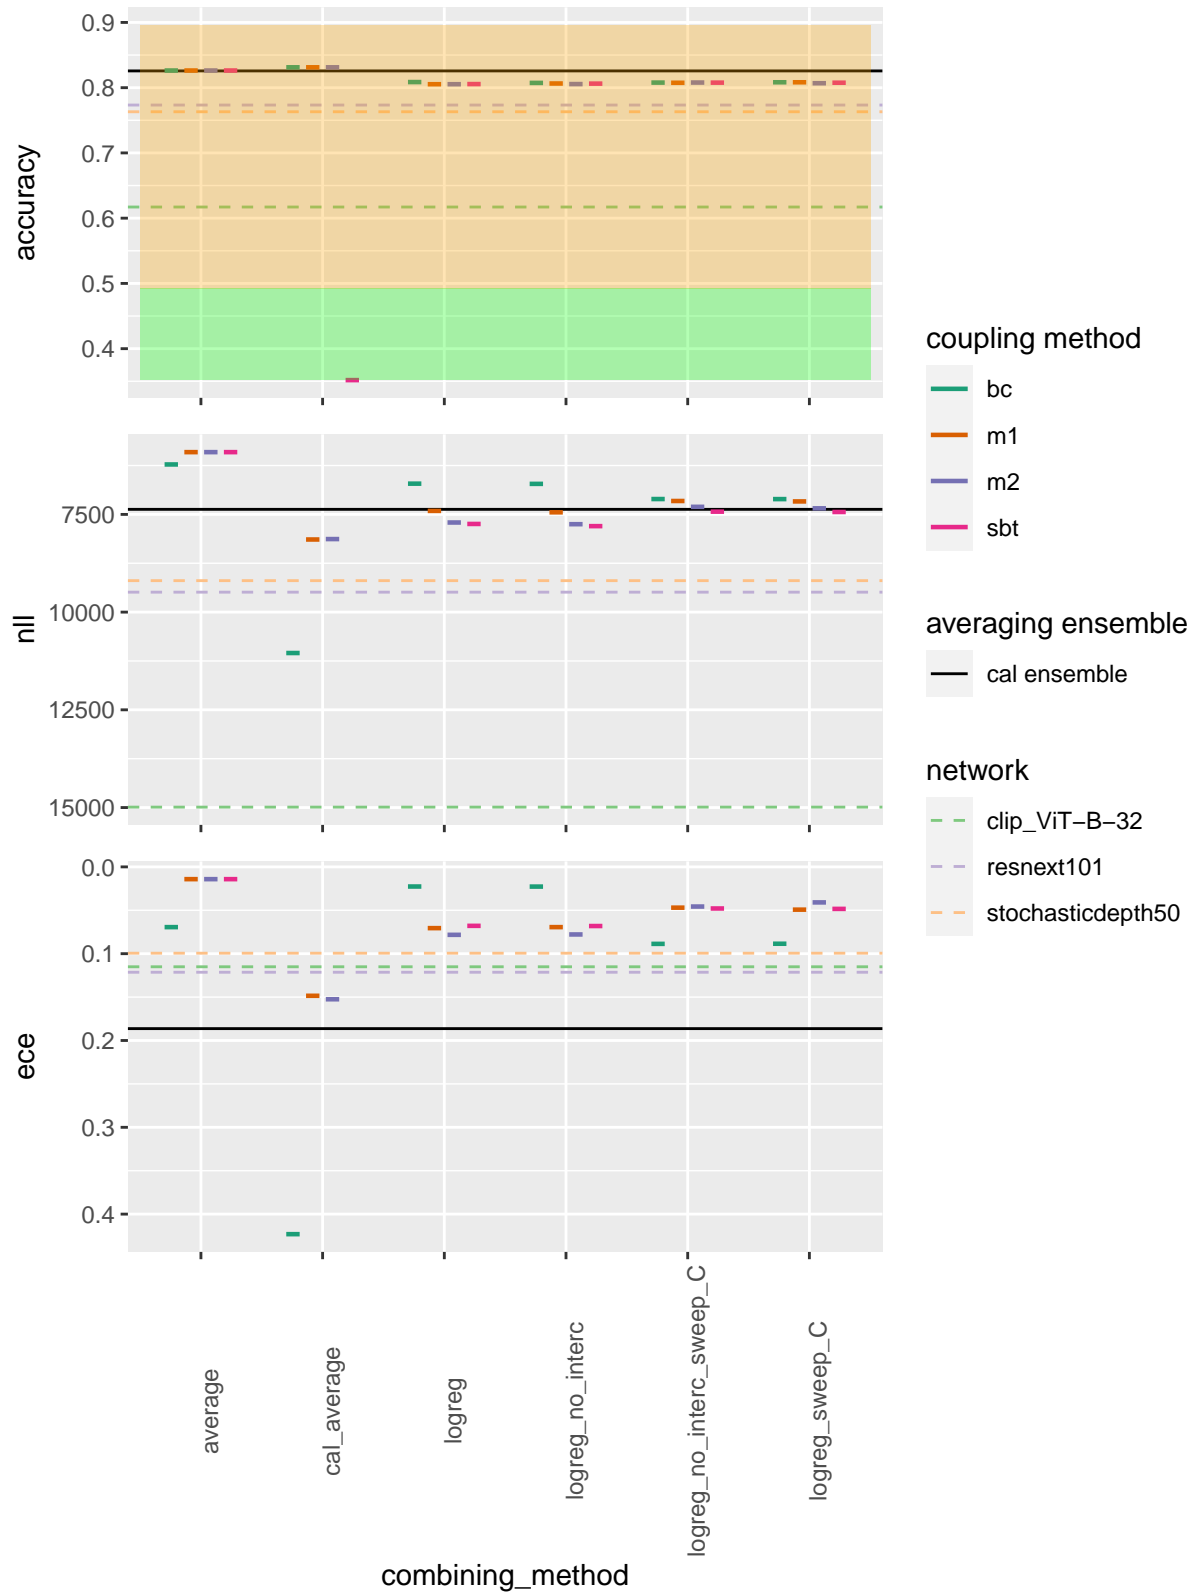 accuracy
0.9
0.8
0.7
0.6
0.5
0.4
nll
7500
10000
12500
15000
ece
0.0
0.1
0.2
0.3
0.4
average
cal_average
logreg
logreg_no_interc
logreg_no_interc_sweep_C
logreg_sweep_C
combining_method
coupling method
bc
m1
m2
sbt
averaging ensemble
cal ensemble
network
clip_ViT−B−32
resnext101
stochasticdepth50